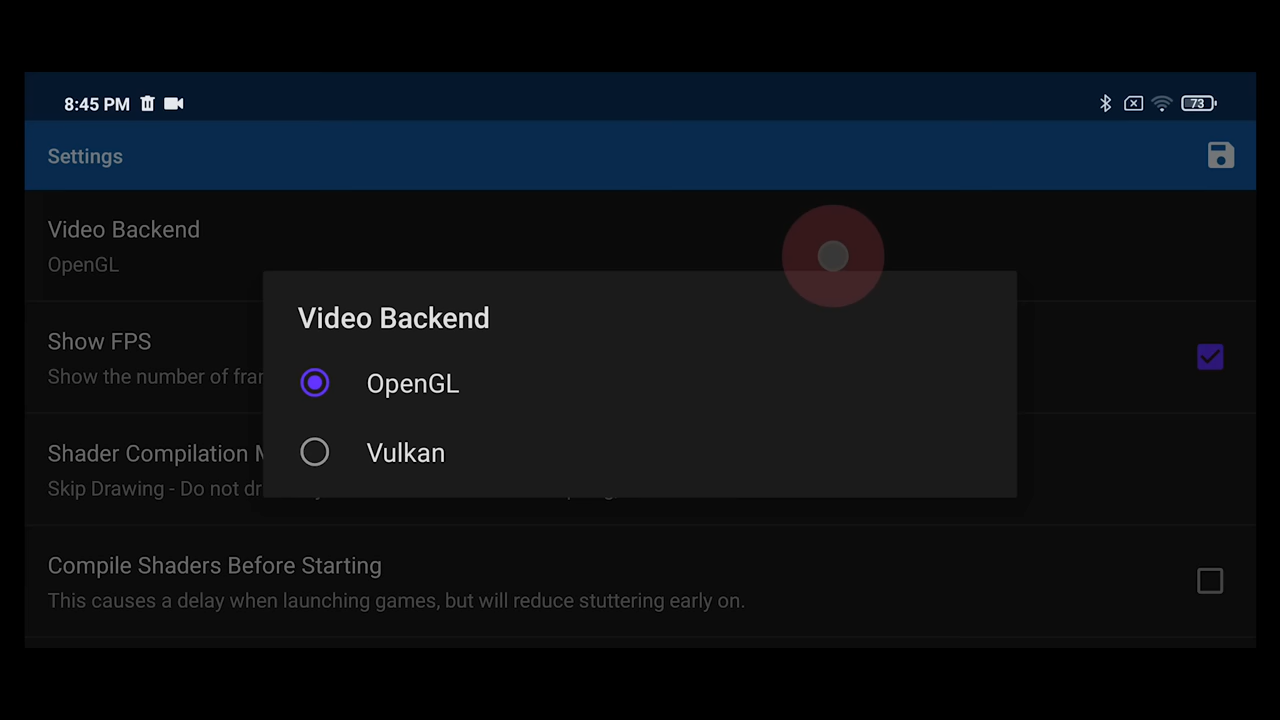 8:45 PM
73
Settings
Video Backend
OpenGL
Video Backend
Show FPS
Show the number of
OpenGL
Shader Compilation
Vulkan
Skip Drawing - Do not
Compile Shaders Before Starting
This causes a delay when launching games, but will reduce stuttering early on.